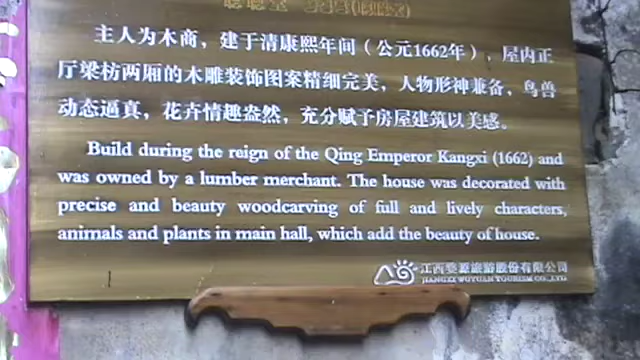 主人为木商，建于清康熙年间（公元1662年），屋内正
厅梁枋两厢的木雕装饰图案精细完美，人物形神兼备，鸟兽
动态逼真，花卉情趣盎然，充分赋予房屋建筑以美感。
Build during the reign of the Qing Emperor Kangxi (1662) and
was owned by a lumber merchant. The house was decorated with
precise and beauty woodcarving of full and lively characters,
animals and plants in main hall, which add the beauty of house.
江西婺源旅游股份有限公司
JIANGXI WUYUAN TOURISM CO.,LTD